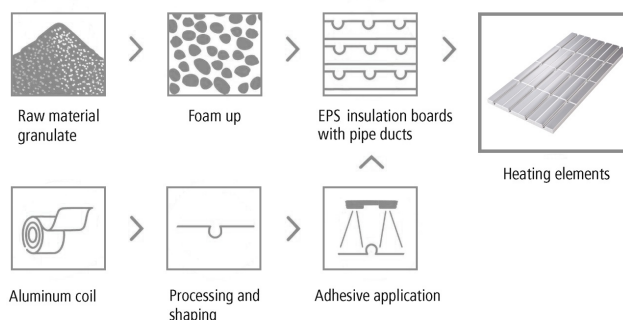 Raw material
granulate
Foam up
EPS insulation boards
with pipe ducts
Heating elements
Aluminum coil
Processing and
shaping
Adhesive application